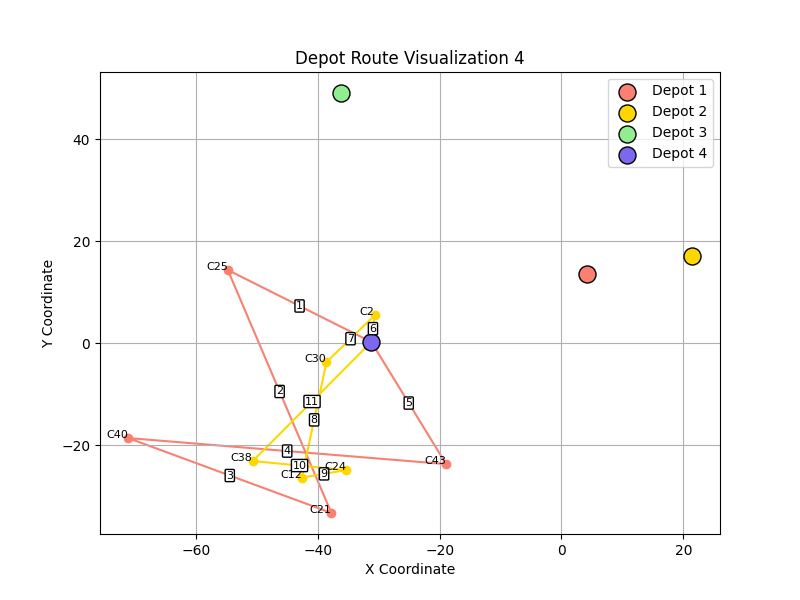 Depot Route Visualization 4
Depot 1
Depot 2
Depot 3
Depot 4
Y Coordinate
40
20
0
−20
C25
1
C2
6
7
C30
2
11
5
8
C40
4
C38
10
C24
C43
C12
9
3
C21
−60
−40
−20
0
20
X Coordinate